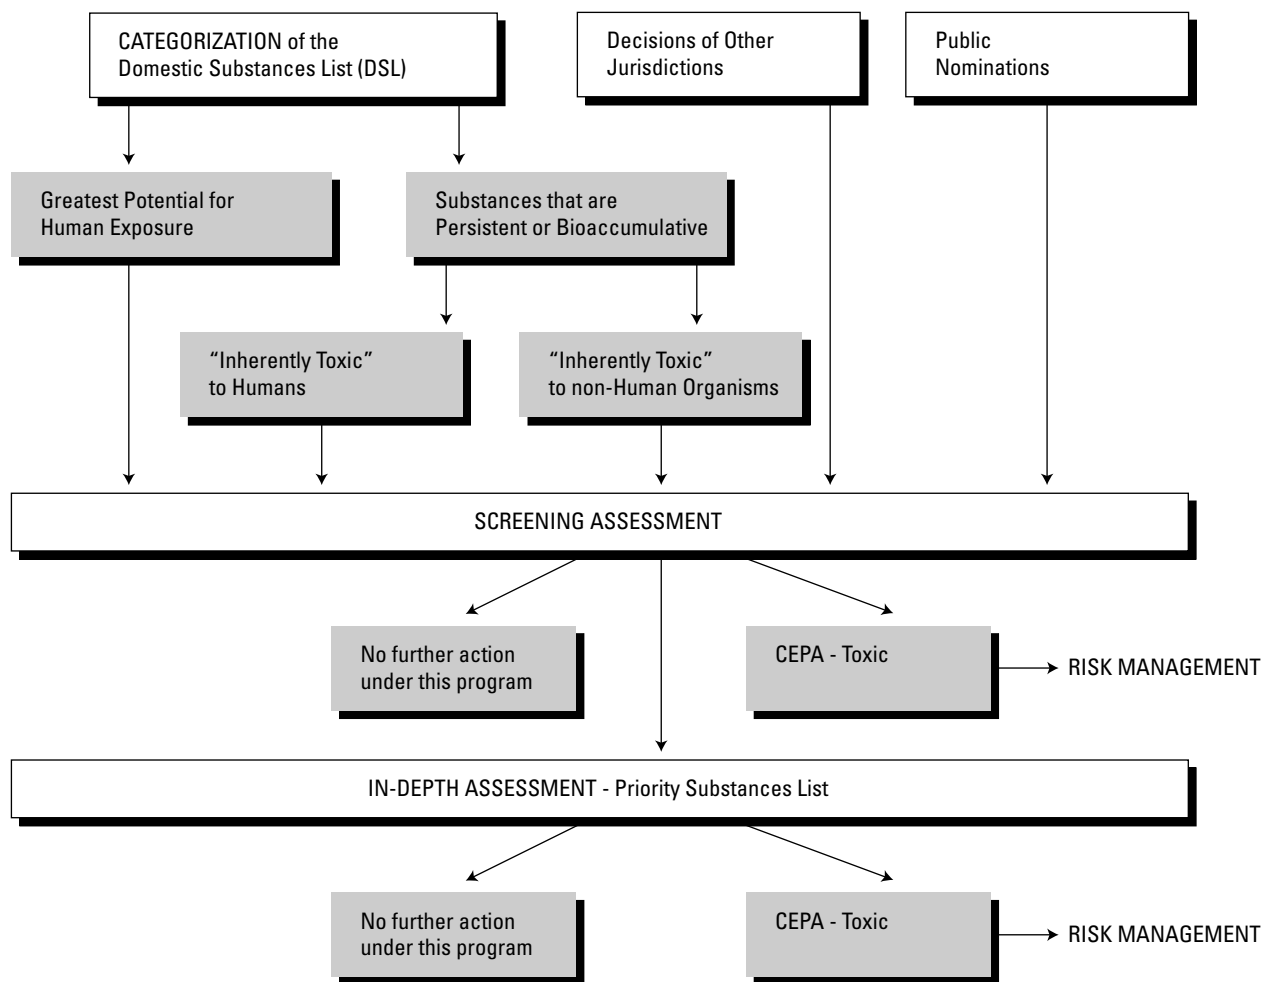 CATEGORIZATION of the
Domestic Substances List (DSL)
Decisions of Other
Jurisdictions
Public
Nominations
Greatest Potential for
Human Exposure
Substances that are
Persistent or Bioaccumulative
“Inherently Toxic”
to Humans
“Inherently Toxic”
to non-Human Organisms
SCREENING ASSESSMENT
No further action
under this program
CEPA - Toxic
RISK MANAGEMENT
IN-DEPTH ASSESSMENT - Priority Substances List
No further action
under this program
CEPA - Toxic
RISK MANAGEMENT